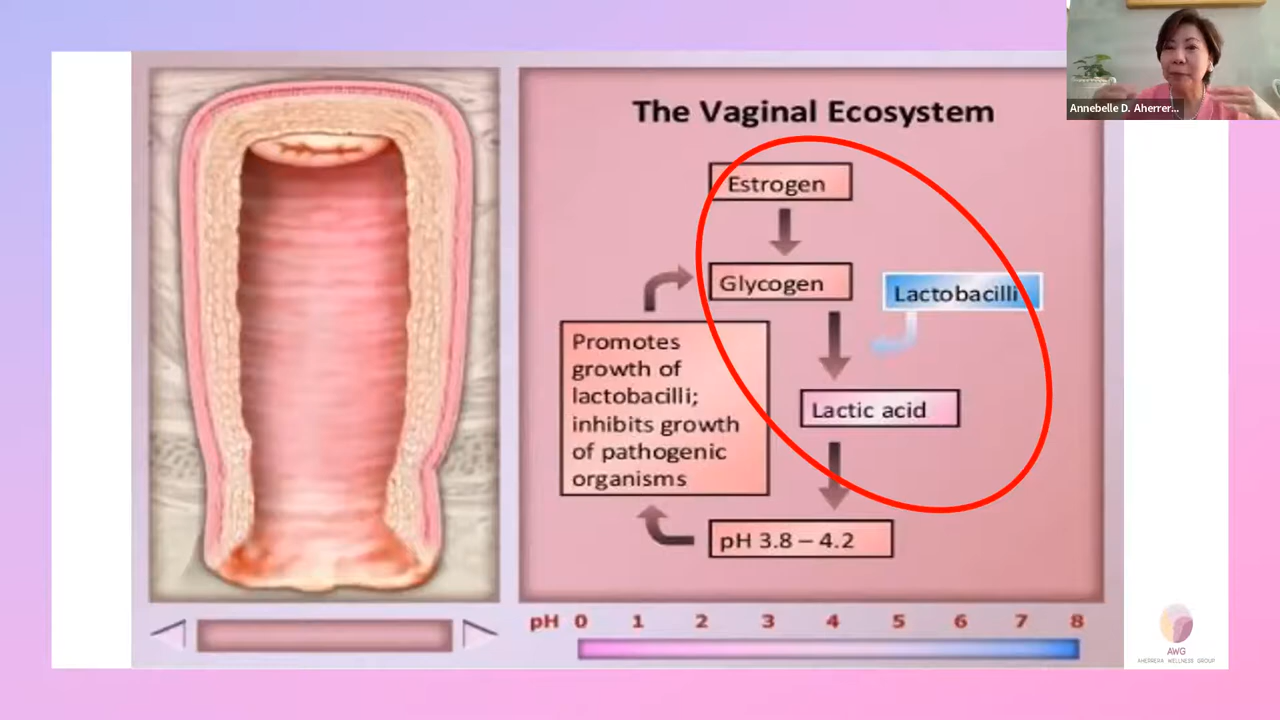 Annebelle D. Aherrer...
The Vaginal Ecosystem
Estrogen
Glycogen
Lactobacilli
Promotes
growth of
lactobacilli;
inhibits growth
of pathogenic
organisms
Lactic acid
pH 3.8 – 4.2
pH 0 1 2 3 4 5 6 7 8
AWG
AHERRERA WELLNESS GROUP